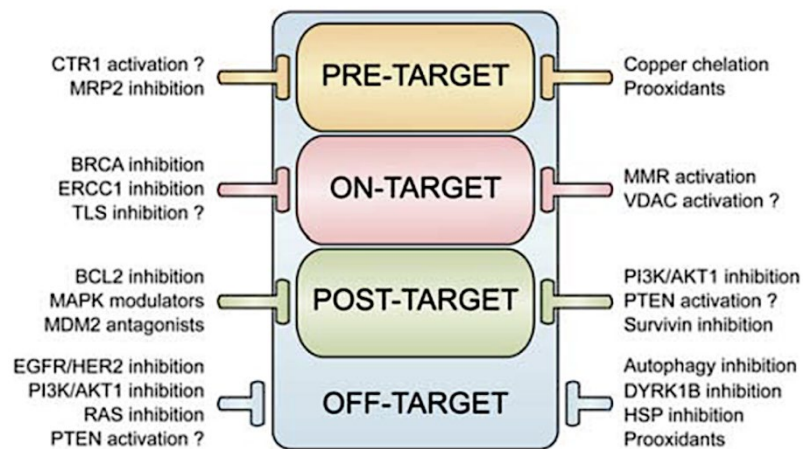 CTR1 activation ?
MRP2 inhibition
PRE-TARGET
Copper chelation
Prooxidants
BRCA inhibition
ERCC1 inhibition
TLS inhibition ?
ON-TARGET
MMR activation
VDAC activation ?
BCL2 inhibition
MAPK modulators
MDM2 antagonists
POST-TARGET
PI3K/AKT1 inhibition
PTEN activation ?
Survivin inhibition
EGFR/HER2 inhibition
PI3K/AKT1 inhibition
RAS inhibition
PTEN activation ?
OFF-TARGET
Autophagy inhibition
DYRK1B inhibition
HSP inhibition
Prooxidants